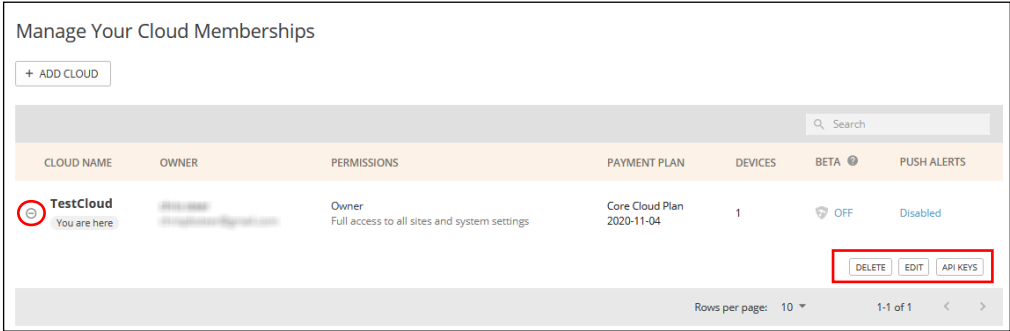 Manage Your Cloud Memberships
+ ADD CLOUD
Search
CLOUD NAME OWNER PERMISSIONS PAYMENT PLAN DEVICES BETA ? PUSH ALERTS
TestCloud
You are here
Owner
Full access to all sites and system settings
Core Cloud Plan
2020-11-04
1
OFF
Disabled
DELETE EDIT API KEYS
Rows per page: 10 1-1 of 1